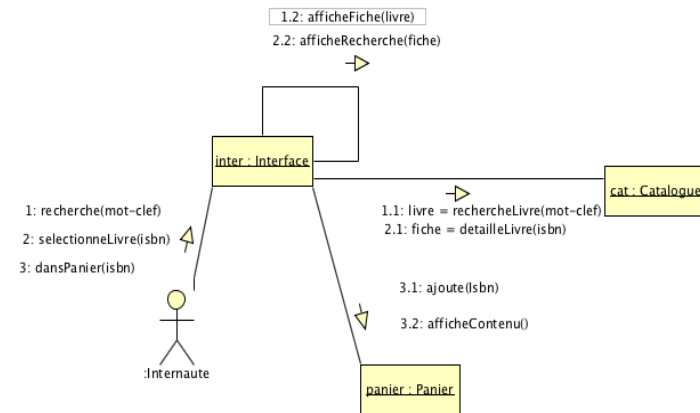 1.2: afficheFiche(livre)
2.2: afficheRecherche(fiche)
inter : Interface
cat : Catalogue
1: recherche(mot-clef)
2: selectionneLivre(isbn)
3: dansPanier(isbn)
1.1: livre = rechercheLivre(mot-clef)
2.1: fiche = detailleLivre(isbn)
3.1: ajoute(Isbn)
3.2: afficheContenu()
:Internaute
panier : Panier